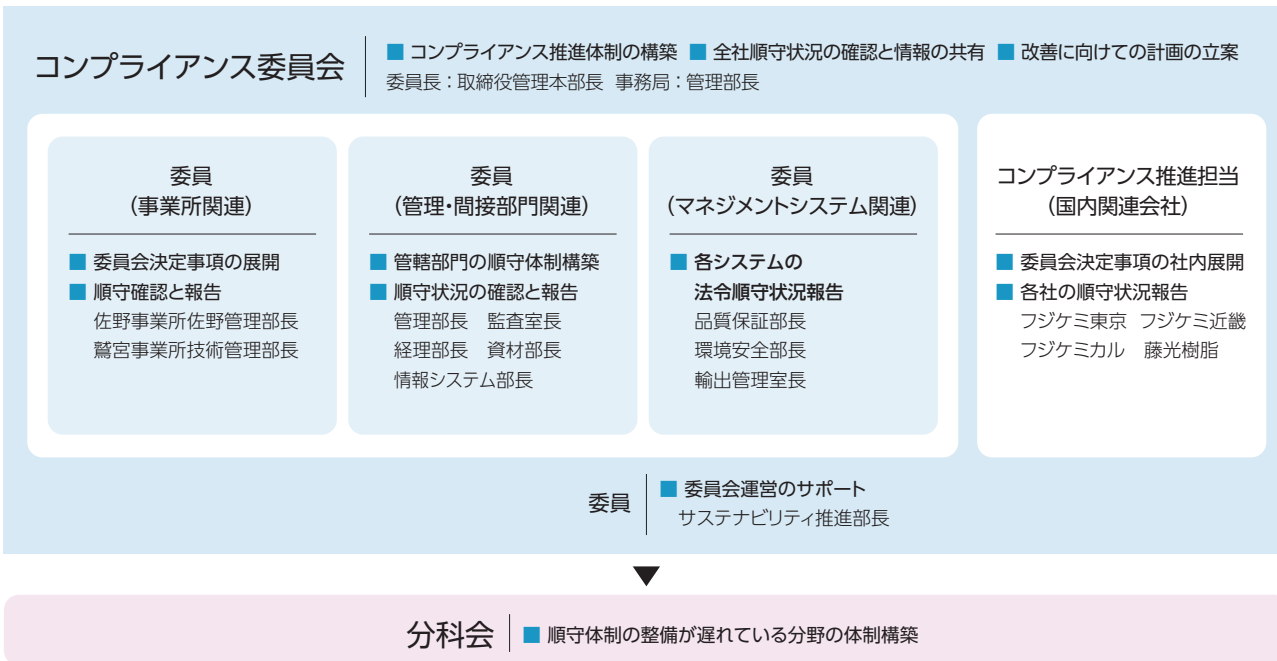 コンプライアンス委員会
■ コンプライアンス推進体制の構築 ■ 全社順守状況の確認と情報の共有 ■ 改善に向けての計画の立案
委員長：取締役管理本部長 事務局：管理部長
委員
（事業所関連）
■ 委員会決定事項の展開
■ 順守確認と報告
佐野事業所佐野管理部長
鷲宮事業所技術管理部長
委員
（管理・間接部門関連）
■ 管轄部門の順守体制構築
■ 順守状況の確認と報告
管理部長 監査室長
経理部長 資材部長
情報システム部長
委員
（マネジメントシステム関連）
■ 各システムの
法令順守状況報告
品質保証部長
環境安全部長
輸出管理室長
コンプライアンス推進担当
（国内関連会社）
■ 委員会決定事項の社内展開
■ 各社の順守状況報告
フジケミ東京 フジケミ近畿
フジケミカル 藤光樹脂
委員
■ 委員会運営のサポート
サステナビリティ推進部長
▼
分科会
■ 順守体制の整備が遅れている分野の体制構築